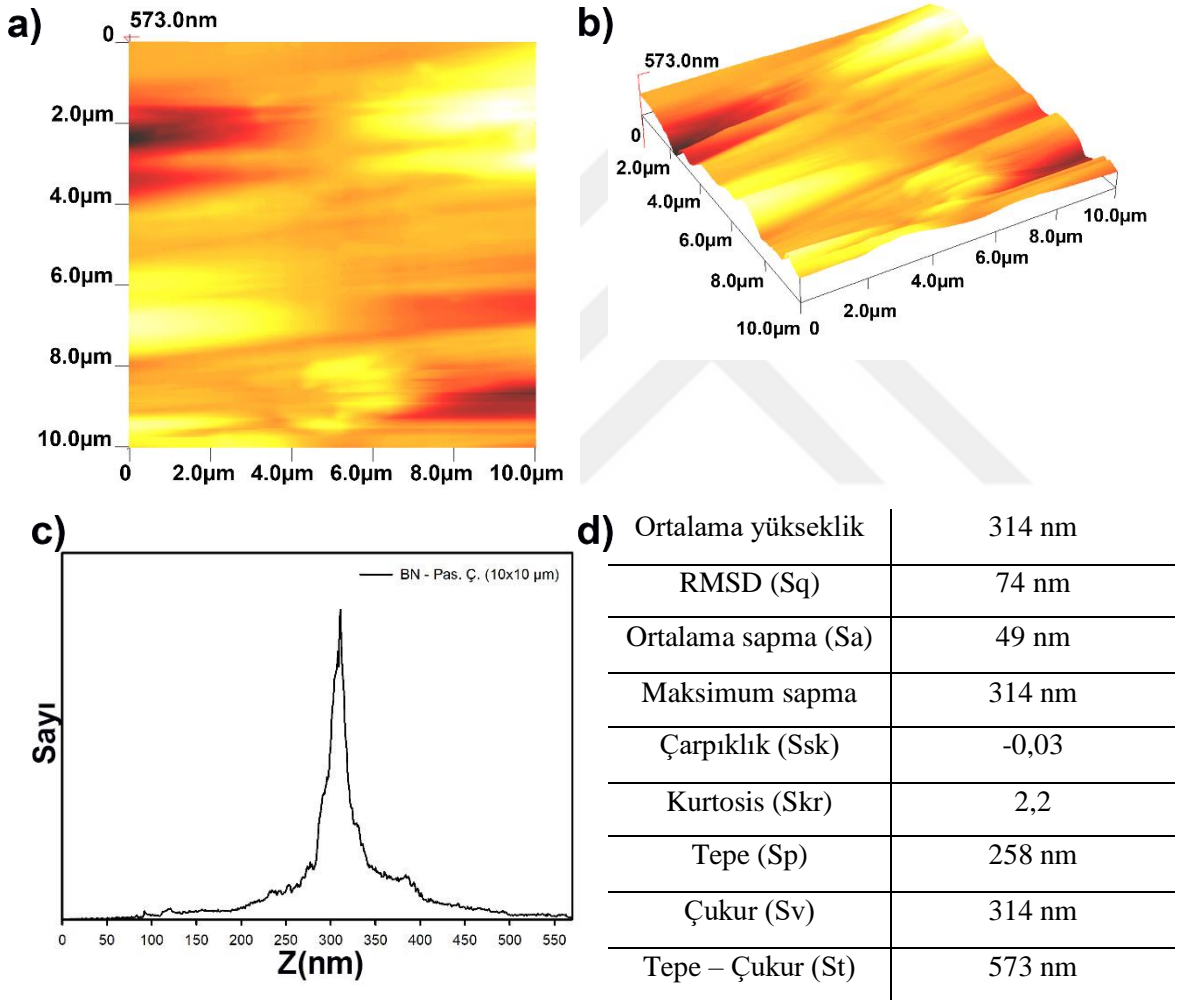 a)
573.0nm
0
2.0µm
4.0µm
6.0µm
8.0µm
10.0µm
0 2.0µm 4.0µm 6.0µm 8.0µm 10.0µm
b)
573.0nm
0
2.0µm
4.0µm
6.0µm
8.0µm
10.0µm 0
2.0µm
4.0µm
6.0µm
8.0µm
10.0µm
c)
BN - Pas. Ç. (10x10 µm)
Sayı
0 50 100 150 200 250 300 350 400 450 500 550
Z(nm)
d)
Ortalama yükseklik 314 nm
RMSD (Sq) 74 nm
Ortalama sapma (Sa) 49 nm
Maksimum sapma 314 nm
Çarpıklık (Ssk) -0,03
Kurtosis (Skr) 2,2
Tepe (Sp) 258 nm
Çukur (Sv) 314 nm
Tepe – Çukur (St) 573 nm